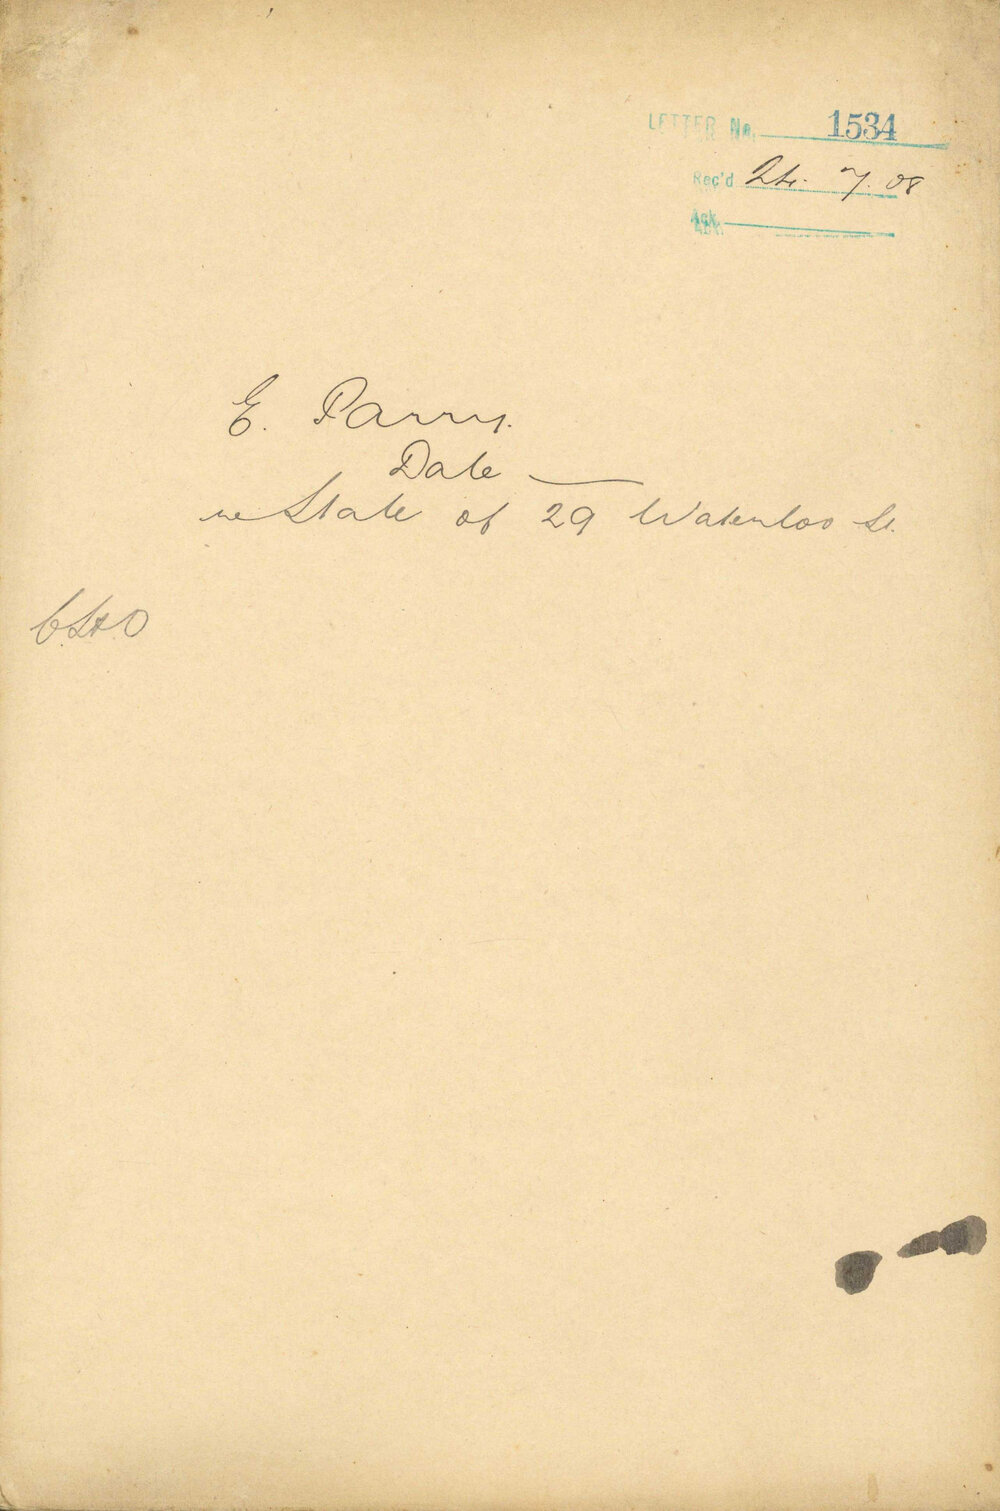 LETTER No. 1534
Rec'd 24. 7. 08
Ack.
E. Parry.
Date —
re State of 29 Waterloo St.
C.S.H.O